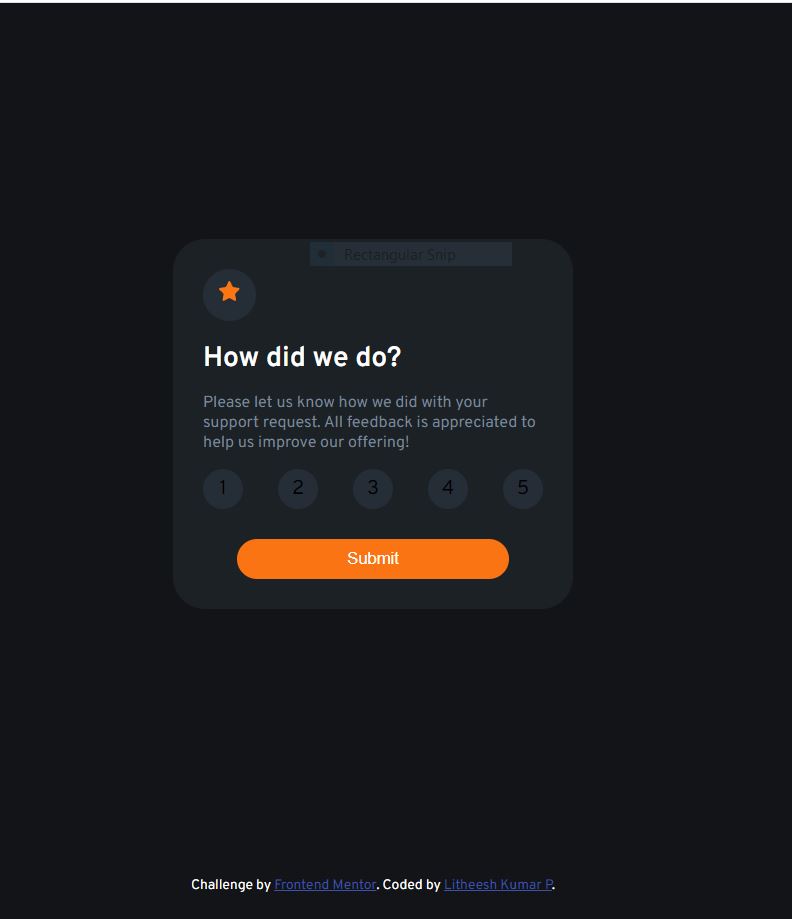 Rectangular Snip
How did we do?
Please let us know how we did with your
support request. All feedback is appreciated to
help us improve our offering!
1 2 3 4 5
Submit
Challenge by Frontend Mentor. Coded by Litheesh Kumar P.